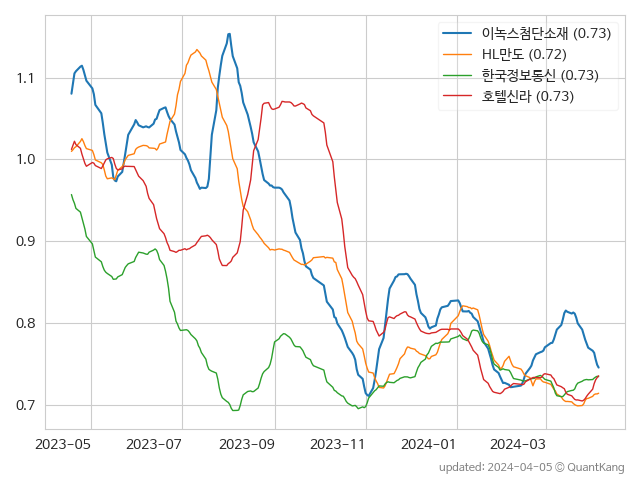 이녹스첨단소재 (0.73)
HL만도 (0.72)
한국정보통신 (0.73)
호텔신라 (0.73)
1.1
1.0
0.9
0.8
0.7
2023-05 2023-07 2023-09 2023-11 2024-01 2024-03
updated: 2024-04-05 © QuantKang